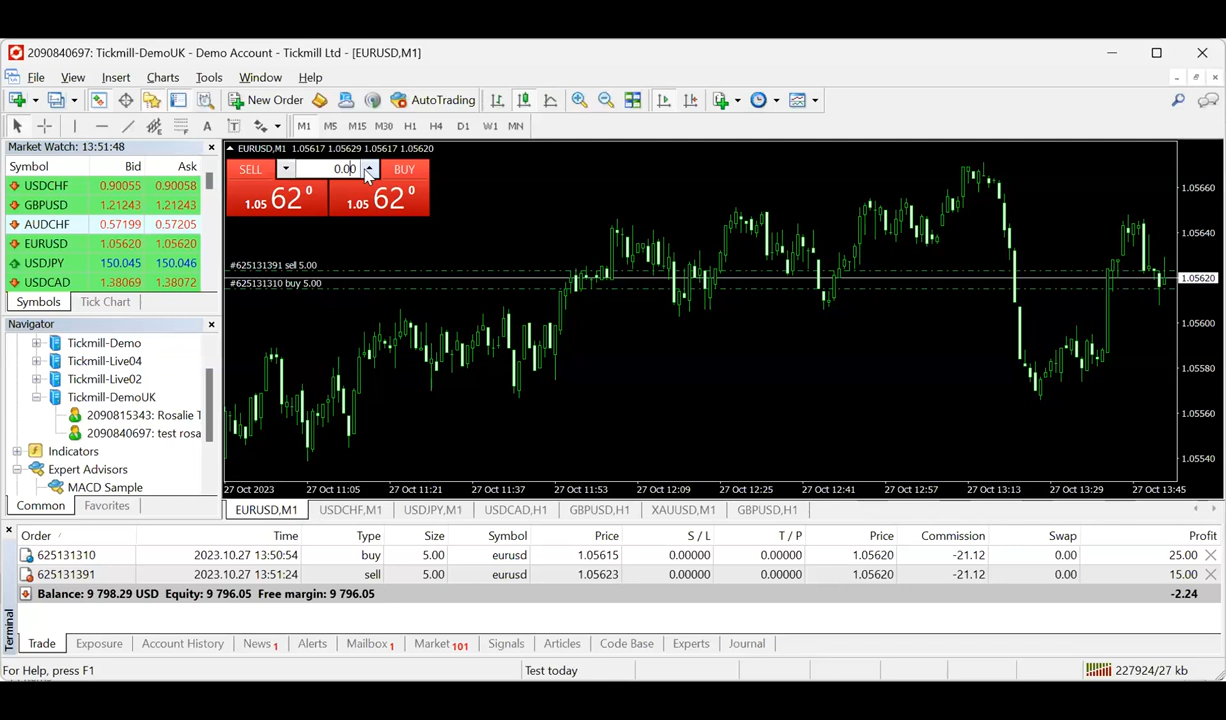 2090840697: Tickmill-DemoUK - Demo Account - Tickmill Ltd - [EURUSD,M1]
File View Insert Charts Tools Window Help
New Order AutoTrading
A T M1 M5 M15 M30 H1 H4 D1 W1 MN
Market Watch: 13:51:48
Symbol Bid Ask
USDCHF 0.90055 0.90058
GBPUSD 1.21243 1.21243
AUDCHF 0.57199 0.57205
EURUSD 1.05620 1.05620
USDJPY 150.045 150.046
USDCAD 1.38069 1.38072
Symbols Tick Chart
Navigator
Tickmill-Demo
Tickmill-Live04
Tickmill-Live02
Tickmill-DemoUK
2090815343: Rosalie T
2090840697: test rosa
Indicators
Expert Advisors
MACD Sample
Common Favorites
EURUSD,M1 1.05617 1.05629 1.05617 1.05620
SELL 0.00 BUY
1.05 62 0 1.05 62 0
#625131391 sell 5.00
#625131310 buy 5.00
1.05660
1.05640
1.05620
1.05600
1.05580
1.05560
1.05540
27 Oct 2023 27 Oct 11:05 27 Oct 11:21 27 Oct 11:37 27 Oct 11:53 27 Oct 12:09 27 Oct 12:25 27 Oct 12:41 27 Oct 12:57 27 Oct 13:13 27 Oct 13:29 27 Oct 13:45
EURUSD,M1 USDCHF,M1 USDJPY,M1 USDCAD,H1 GBPUSD,H1 XAUUSD,M1 GBPUSD,H1
Order Time Type Size Symbol Price S / L T / P Price Commission Swap Profit
625131310 2023.10.27 13:50:54 buy 5.00 eurusd 1.05615 0.00000 0.00000 1.05620 -21.12 0.00 25.00
625131391 2023.10.27 13:51:24 sell 5.00 eurusd 1.05623 0.00000 0.00000 1.05620 -21.12 0.00 15.00
Balance: 9 798.29 USD Equity: 9 796.05 Free margin: 9 796.05 -2.24
Terminal
Trade Exposure Account History News 1 Alerts Mailbox 1 Market 101 Signals Articles Code Base Experts Journal
For Help, press F1 Test today 227924/27 kb